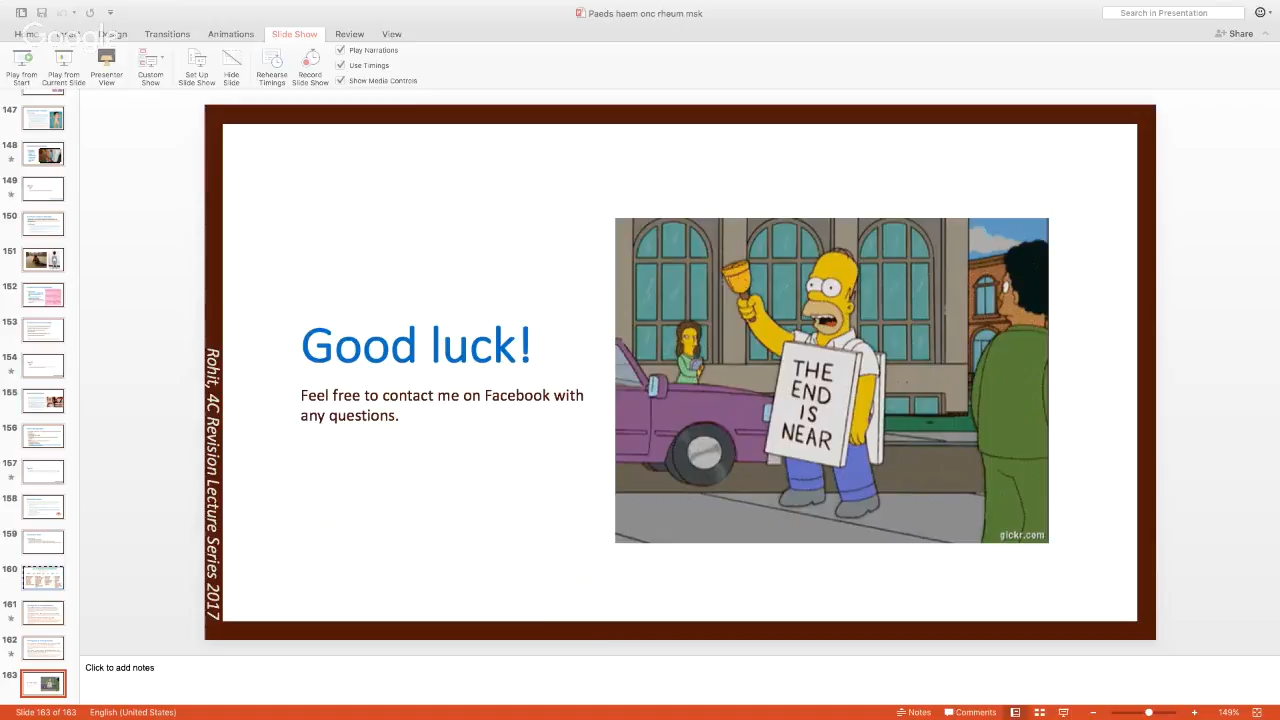 Paeds haem onc rheum msk
Search in Presentation
Google
Home Insert Design Transitions Animations Slide Show Review View
Share
Play from Start
Play from Current Slide
Presenter View
Custom Show
Set Up Slide Show
Hide Slide
Rehearse Timings
Record Slide Show
Play Narrations
Use Timings
Show Media Controls
147
148
149
150
151
152
153
154
155
156
157
158
159
160
161
162
163
Rohit, 4C Revision Lecture Series 2017
Good luck!
Feel free to contact me on Facebook with
any questions.
THE
END
IS
NEAR
gickr.com
Click to add notes
Slide 163 of 163 English (United States)
Notes Comments 149%